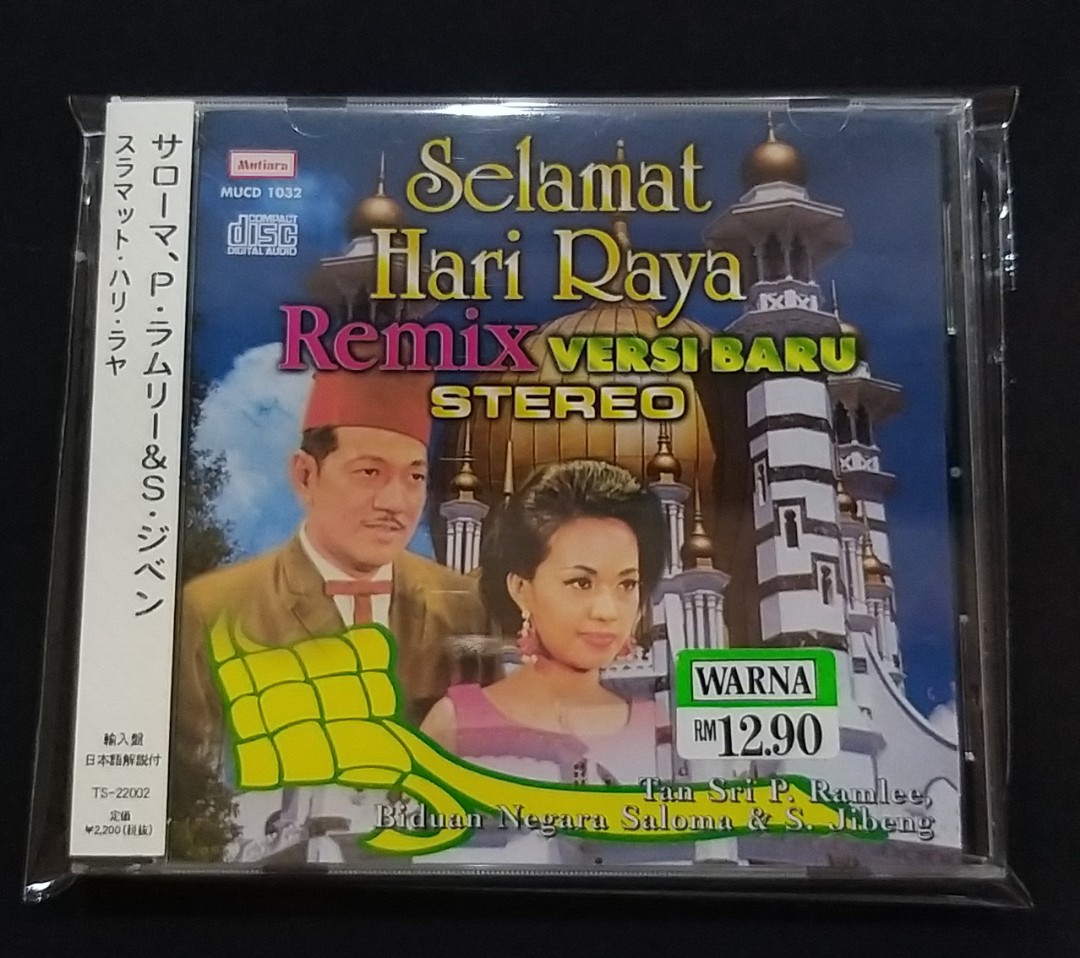 サローマ、P・ラムリー&S・ジベン
スラマット・ハリ・ラヤ
輸入盤
日本語解説付
TS-22002
定価
¥2,200(税抜)
Mutiara
MUCD 1032
COMPACT
disc
DIGITAL AUDIO
Selamat
Hari Raya
Remix VERSI BARU
STEREO
WARNA
RM12.90
Tan Sri P. Ramlee,
Biduan Negara Saloma & S. Jibeng